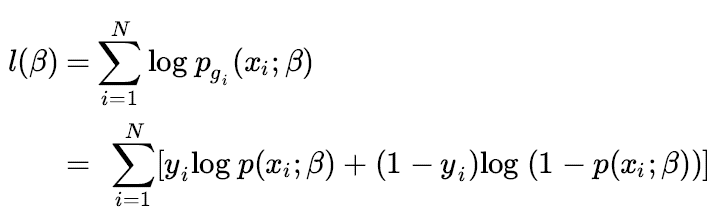 l(β) = ∑_{i=1}^{N} log p_{g_i}(x_i; β)
= ∑_{i=1}^{N} [y_i log p(x_i; β) + (1 − y_i)log (1 − p(x_i; β))]